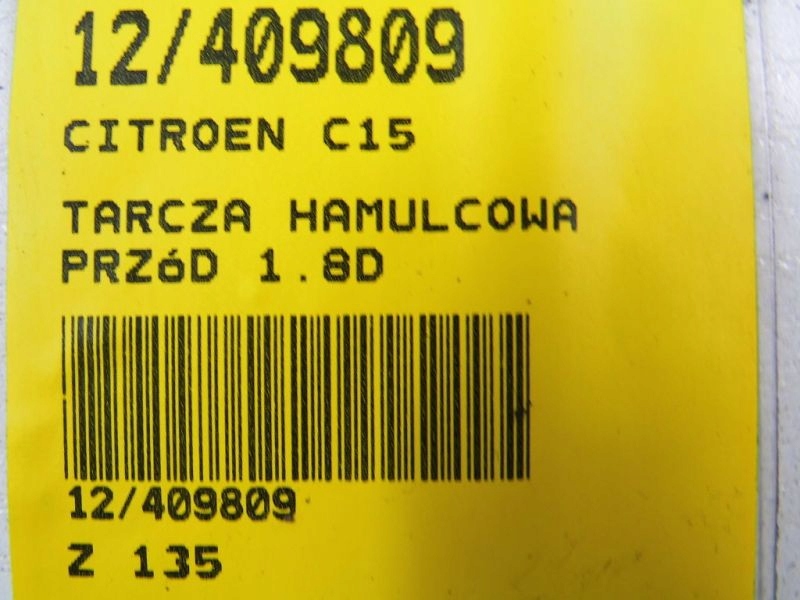 12/409809
CITROEN C15
TARCZA HAMULCOWA
PRZóD 1.8D
12/409809
Z 135